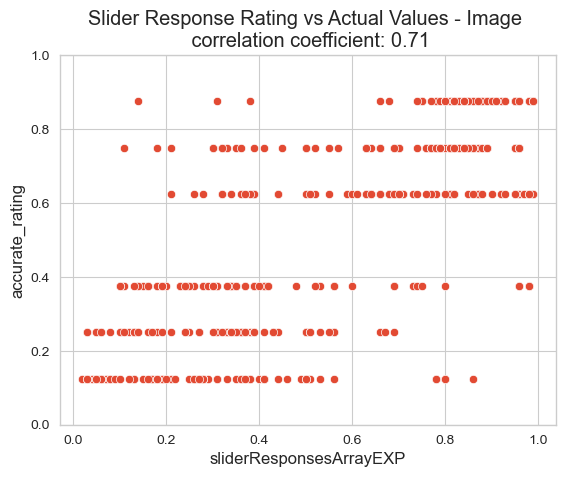 Slider Response Rating vs Actual Values - Image
correlation coefficient: 0.71
1.0
0.8
0.6
0.4
0.2
0.0
accurate_rating
0.0 0.2 0.4 0.6 0.8 1.0
sliderResponsesArrayEXP